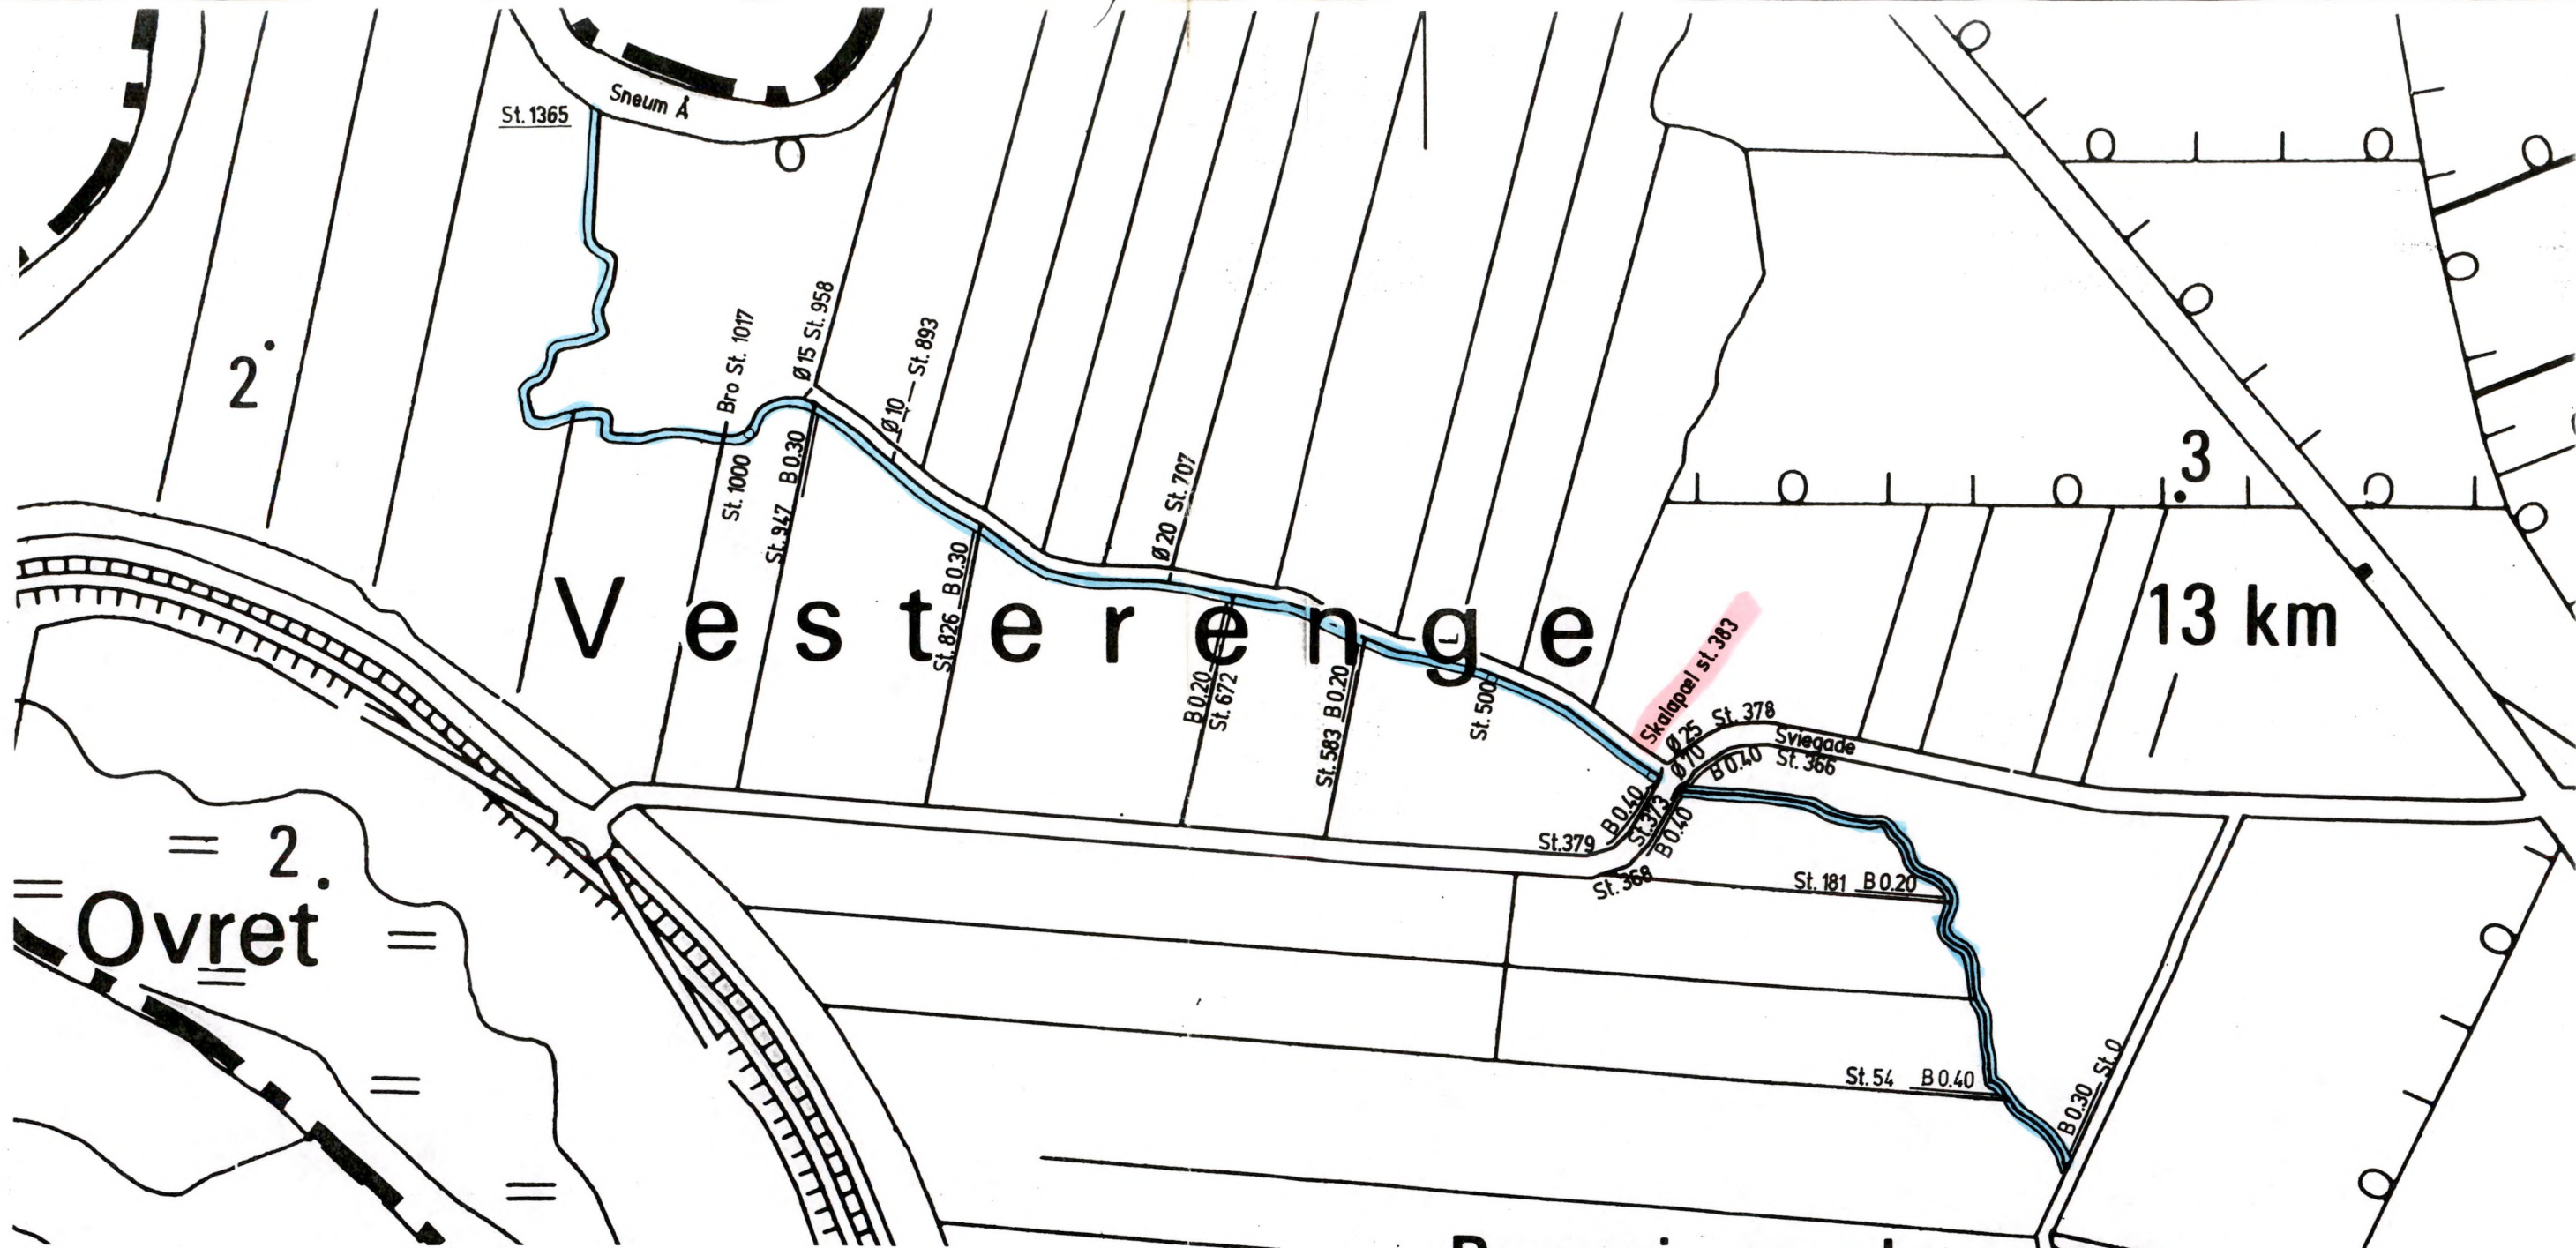 Sneum Å
St. 1365
Bro St. 1017
Ø 15 St. 958
Ø 10 St. 893
2
St. 1000
St. 947 B 0.30
St. 826 B 0.30
Ø 20 St. 707
3
13 km
Vesterenge
B 0.20
St. 672
St. 583 B 0.20
St. 500
Skalapæl st. 383
Ø 25 St. 378
Ø 70
Sviegade
B 0.40 St. 366
St. 379 B 0.40
St. 373
B 0.40
St. 368
St. 181 B 0.20
2
Ovret
St. 54 B 0.40
B 0.30 St. 0